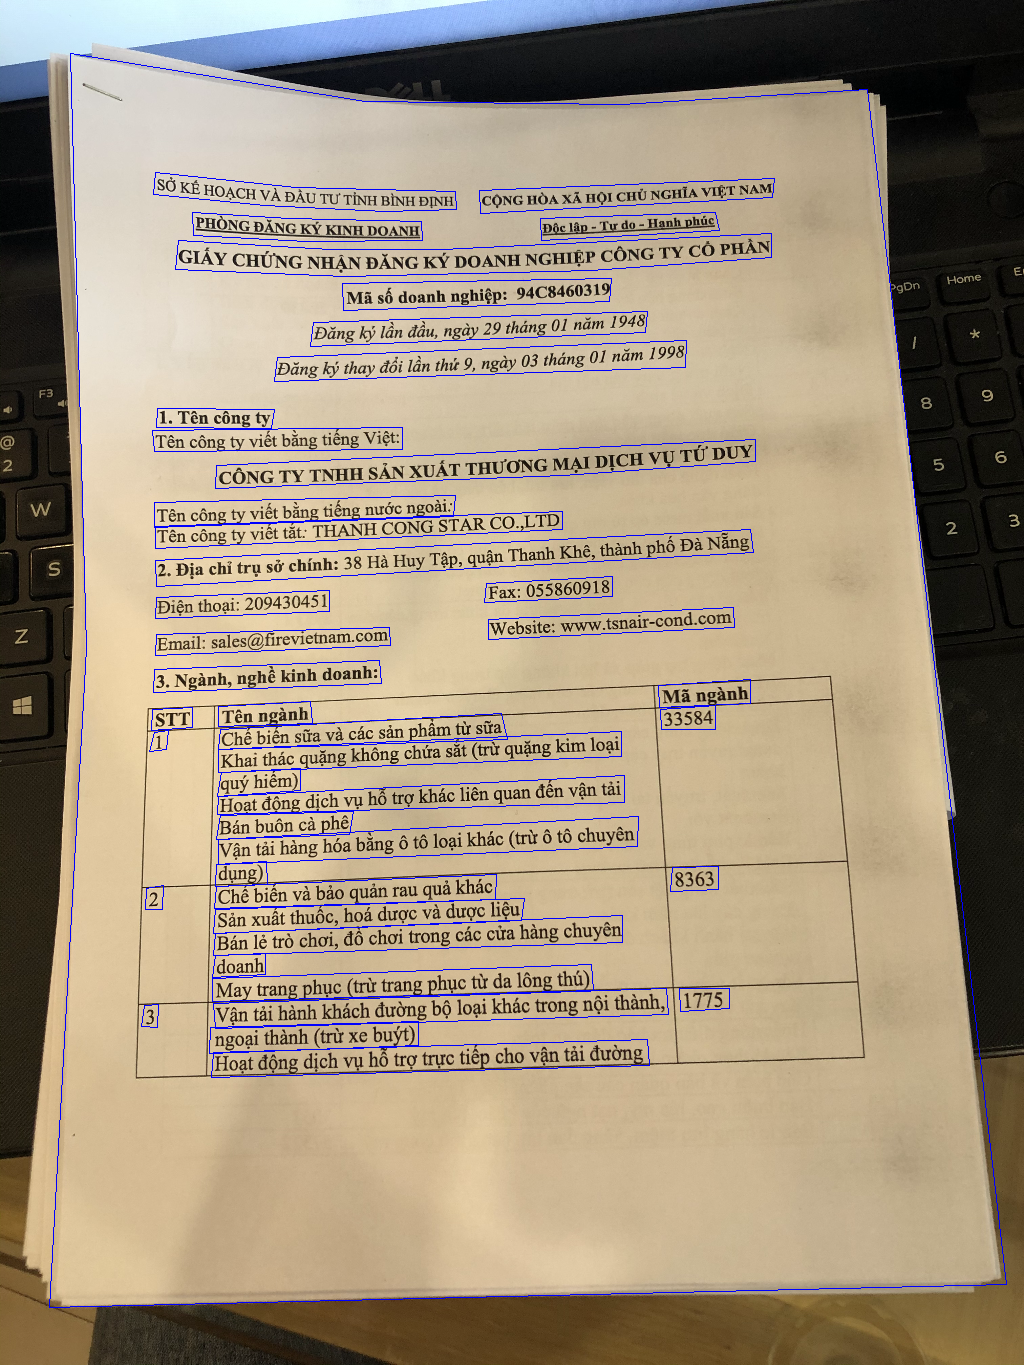 SỞ KẾ HOẠCH VÀ ĐẦU TƯ TỈNH BÌNH ĐỊNH
CỘNG HÒA XÃ HỘI CHỦ NGHĨA VIỆT NAM
PHÒNG ĐĂNG KÝ KINH DOANH
Độc lập - Tự do - Hạnh phúc
GIẤY CHỨNG NHẬN ĐĂNG KÝ DOANH NGHIỆP CÔNG TY CỔ PHẦN
Mã số doanh nghiệp: 94C8460319
Đăng ký lần đầu, ngày 29 tháng 01 năm 1948
Đăng ký thay đổi lần thứ 9, ngày 03 tháng 01 năm 1998
1. Tên công ty
Tên công ty viết bằng tiếng Việt:
CÔNG TY TNHH SẢN XUẤT THƯƠNG MẠI DỊCH VỤ TỨ DUY
Tên công ty viết bằng tiếng nước ngoài:
Tên công ty viết tắt: THANH CONG STAR CO.,LTD
2. Địa chỉ trụ sở chính: 38 Hà Huy Tập, quận Thanh Khê, thành phố Đà Nẵng
Điện thoại: 209430451
Fax: 055860918
Email: sales@firevietnam.com
Website: www.tsnair-cond.com
3. Ngành, nghề kinh doanh:
STT Tên ngành Mã ngành
1 Chế biến sữa và các sản phẩm từ sữa 33584
Khai thác quặng không chứa sắt (trừ quặng kim loại
quý hiếm)
Hoạt động dịch vụ hỗ trợ khác liên quan đến vận tải
Bán buôn cà phê
Vận tải hàng hóa bằng ô tô loại khác (trừ ô tô chuyên
dụng)
2 Chế biến và bảo quản rau quả khác 8363
Sản xuất thuốc, hoá dược và dược liệu
Bán lẻ trò chơi, đồ chơi trong các cửa hàng chuyên
doanh
May trang phục (trừ trang phục từ da lông thú)
3 Vận tải hành khách đường bộ loại khác trong nội thành, 1775
ngoại thành (trừ xe buýt)
Hoạt động dịch vụ hỗ trợ trực tiếp cho vận tải đường
PgDn
Home
/
*
8
9
5
6
2
3
F3
@
2
W
S
Z